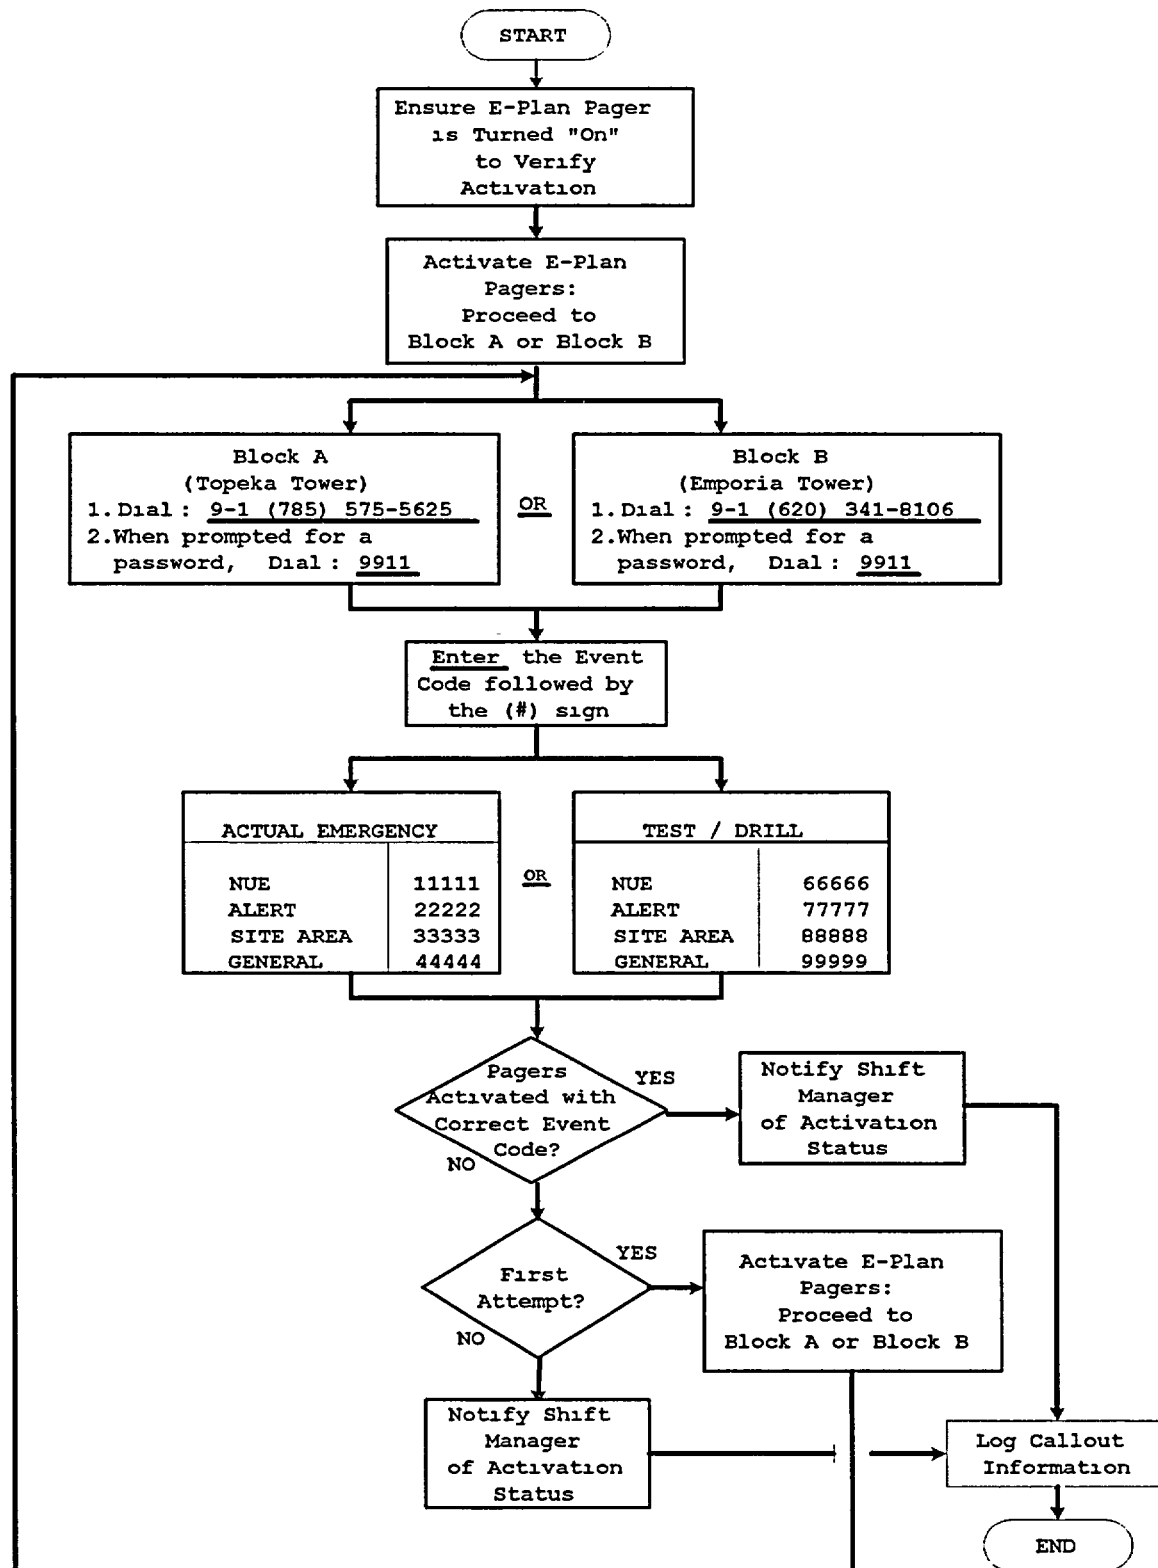 START
Ensure E-Plan Pager
is Turned "On"
to Verify
Activation
Activate E-Plan
Pagers:
Proceed to
Block A or Block B
Block A
(Topeka Tower)
1.Dial: 9-1 (785) 575-5625
2.When prompted for a
password, Dial: 9911
OR
Block B
(Emporia Tower)
1.Dial: 9-1 (620) 341-8106
2.When prompted for a
password, Dial: 9911
Enter the Event
Code followed by
the (#) sign
ACTUAL EMERGENCY
NUE 11111
ALERT 22222
SITE AREA 33333
GENERAL 44444
OR
TEST / DRILL
NUE 66666
ALERT 77777
SITE AREA 88888
GENERAL 99999
Pagers
Activated with
Correct Event
Code?
YES
NO
Notify Shift
Manager
of Activation
Status
First
Attempt?
YES
NO
Activate E-Plan
Pagers:
Proceed to
Block A or Block B
Notify Shift
Manager
of Activation
Status
Log Callout
Information
END